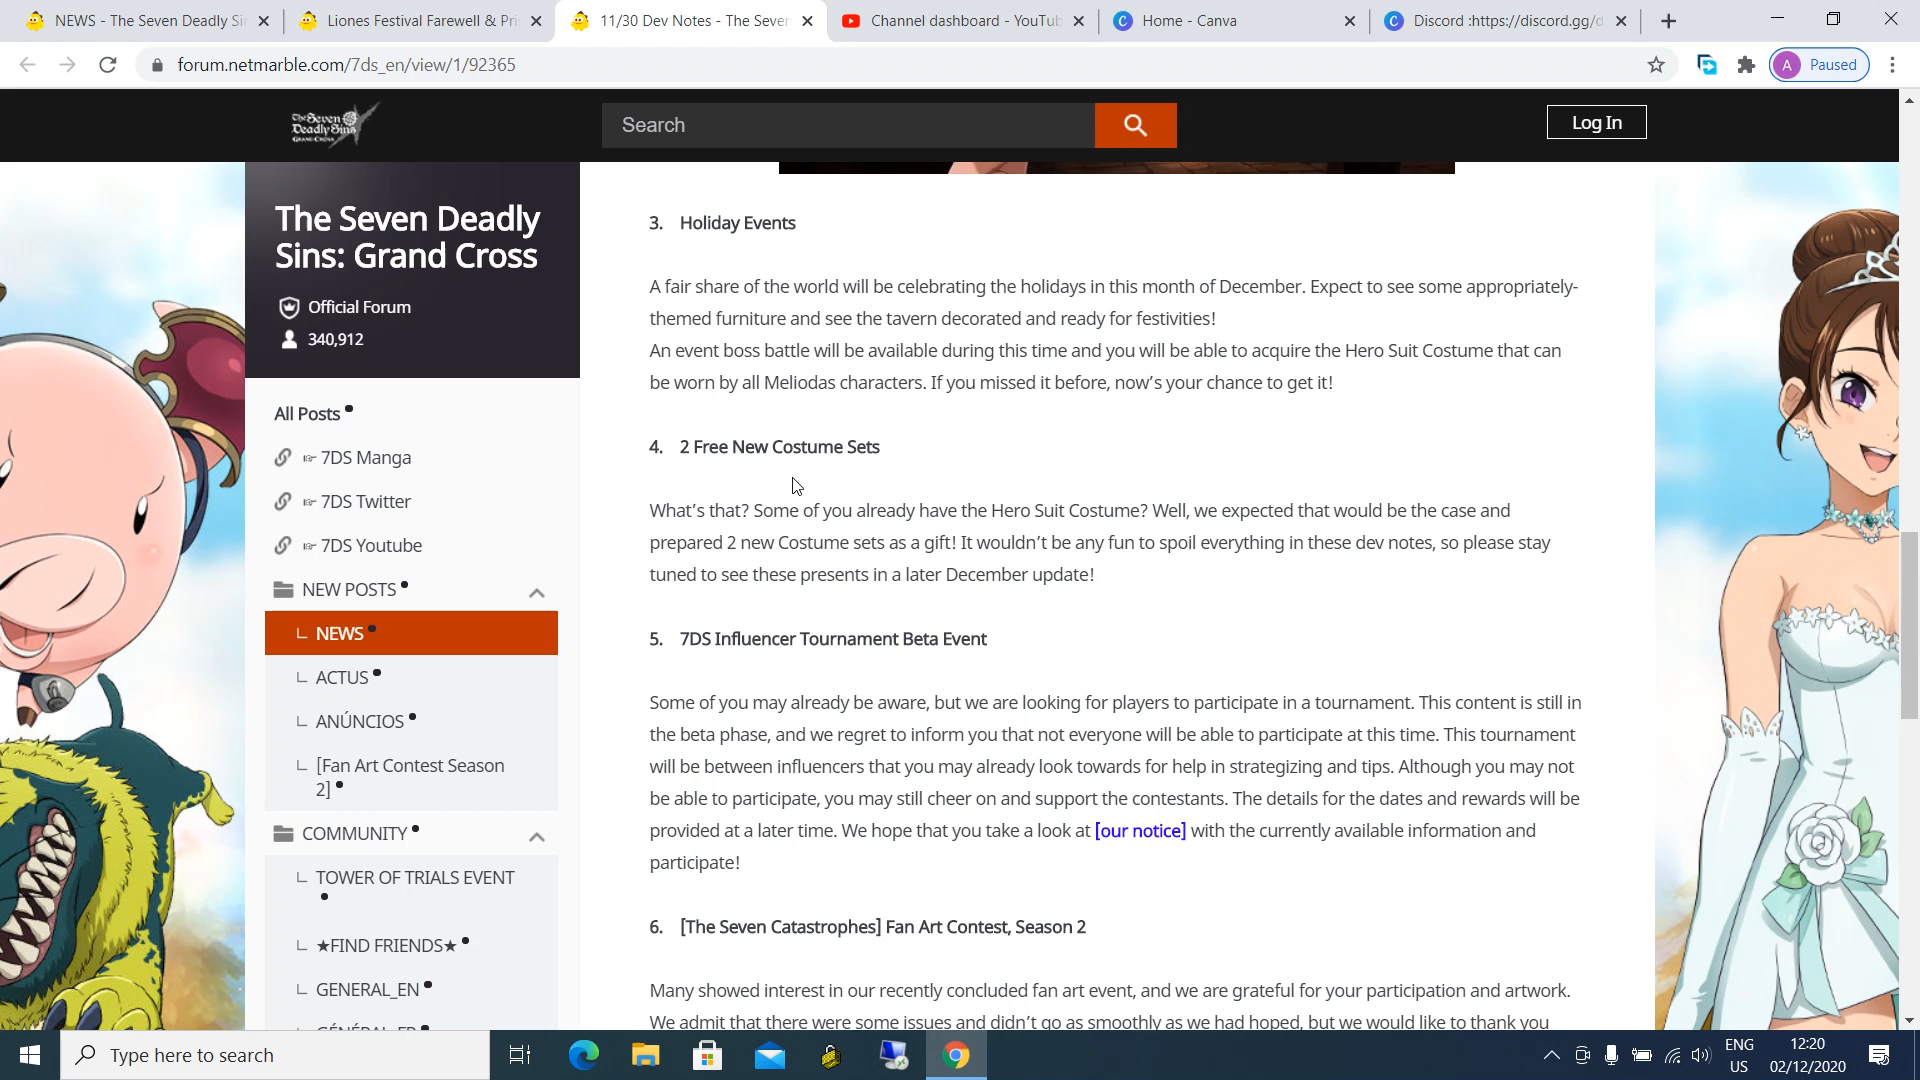 NEWS - The Seven Deadly Si
Liones Festival Farewell & Pri
11/30 Dev Notes - The Seven
Channel dashboard - YouTub
Home - Canva
Discord :https://discord.gg/d
forum.netmarble.com/7ds_en/view/1/92365
A Paused
The Seven
Deadly Sins
GRAND CROSS
Search
Log In
The Seven Deadly
Sins: Grand Cross
Official Forum
340,912
All Posts
☞ 7DS Manga
☞ 7DS Twitter
☞ 7DS Youtube
NEW POSTS
NEWS
ACTUS
ANÚNCIOS
[Fan Art Contest Season
2]
COMMUNITY
TOWER OF TRIALS EVENT
★FIND FRIENDS★
GENERAL_EN
GÉNÉRAL_FR
3. Holiday Events
A fair share of the world will be celebrating the holidays in this month of December. Expect to see some appropriately-
themed furniture and see the tavern decorated and ready for festivities!
An event boss battle will be available during this time and you will be able to acquire the Hero Suit Costume that can
be worn by all Meliodas characters. If you missed it before, now's your chance to get it!
4. 2 Free New Costume Sets
What's that? Some of you already have the Hero Suit Costume? Well, we expected that would be the case and
prepared 2 new Costume sets as a gift! It wouldn't be any fun to spoil everything in these dev notes, so please stay
tuned to see these presents in a later December update!
5. 7DS Influencer Tournament Beta Event
Some of you may already be aware, but we are looking for players to participate in a tournament. This content is still in
the beta phase, and we regret to inform you that not everyone will be able to participate at this time. This tournament
will be between influencers that you may already look towards for help in strategizing and tips. Although you may not
be able to participate, you may still cheer on and support the contestants. The details for the dates and rewards will be
provided at a later time. We hope that you take a look at [our notice] with the currently available information and
participate!
6. [The Seven Catastrophes] Fan Art Contest, Season 2
Many showed interest in our recently concluded fan art event, and we are grateful for your participation and artwork.
We admit that there were some issues and didn't go as smoothly as we had hoped, but we would like to thank you
Type here to search
ENG
US
12:20
02/12/2020